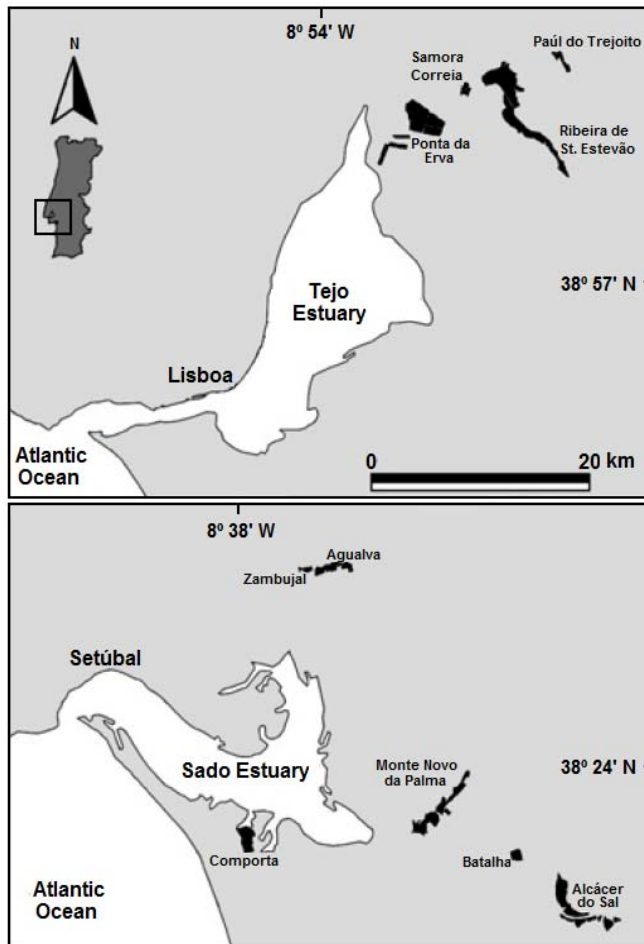 8º 54' W
N
Paúl do Trejoito
Samora
Correia
Ponta da
Erva
Ribeira de
St. Estevão
38º 57' N
Tejo
Estuary
Lisboa
Atlantic
Ocean
0
20 km
8º 38' W
Agualva
Zambujal
Setúbal
Sado Estuary
Monte Novo
da Palma
38º 24' N
Comporta
Batalha
Alcácer
do Sal
Atlantic
Ocean